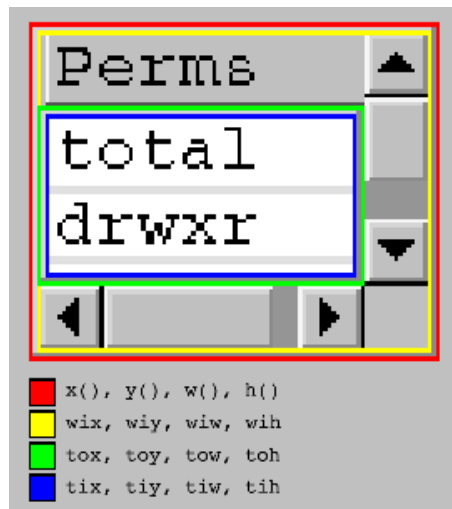 Perms
total
drwxr
x(), y(), w(), h()
wix, wiy, wiw, wih
tox, toy, tow, toh
tix, tiy, tiw, tih